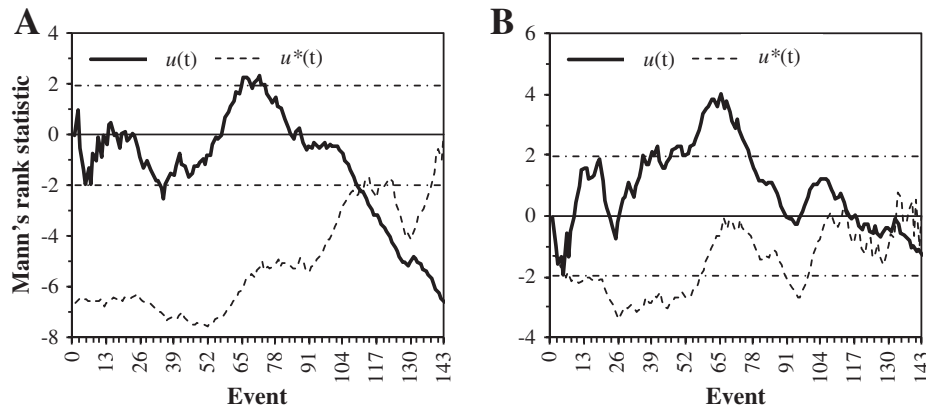 A
B
u(t) u*(t)
u(t) u*(t)
Mann's rank statistic
4
2
0
-2
-4
-6
-8
6
4
2
0
-2
-4
0 13 26 39 52 65 78 91 104 117 130 143
0 13 26 39 52 65 78 91 104 117 130 143
Event
Event